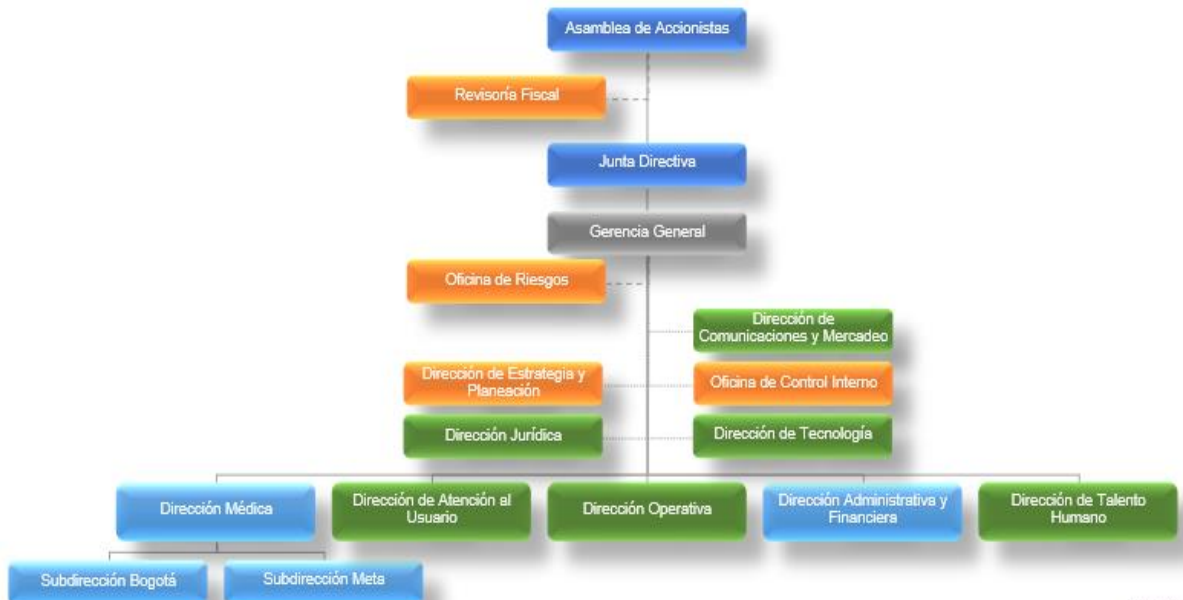 Asamblea de Accionistas
Revisoría Fiscal
Junta Directiva
Gerencia General
Oficina de Riesgos
Dirección de
Comunicaciones y Mercadeo
Dirección de Estrategia y
Planeación
Oficina de Control Interno
Dirección Jurídica
Dirección de Tecnología
Dirección Médica
Dirección de Atención al
Usuario
Dirección Operativa
Dirección Administrativa y
Financiera
Dirección de Talento
Humano
Subdirección Bogotá
Subdirección Meta